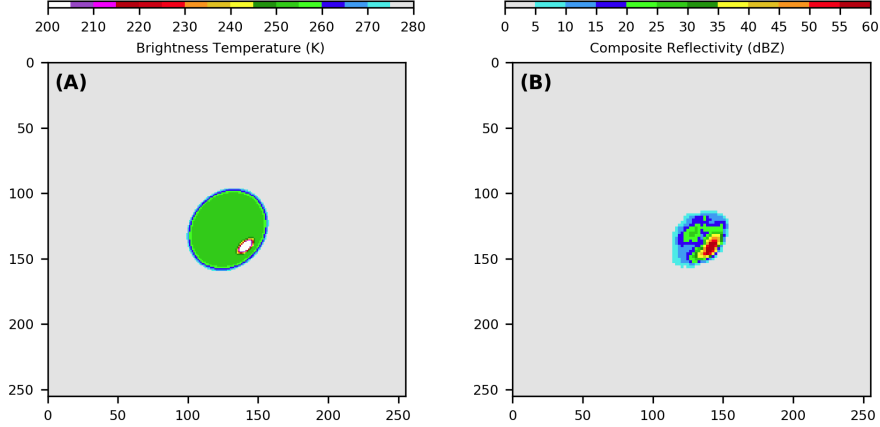 200 210 220 230 240 250 260 270 280
Brightness Temperature (K)
0 5 10 15 20 25 30 35 40 45 50 55 60
Composite Reflectivity (dBZ)
(A)
0
50
100
150
200
250
0 50 100 150 200 250
(B)
0
50
100
150
200
250
0 50 100 150 200 250